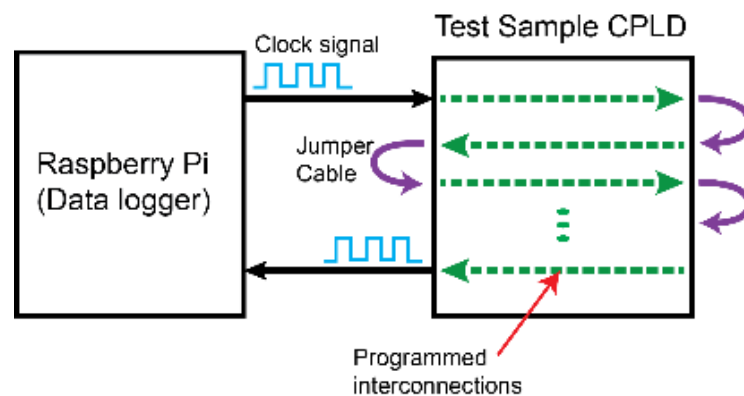 Test Sample CPLD
Clock signal
Raspberry Pi
(Data logger)
Jumper
Cable
Programmed
interconnections